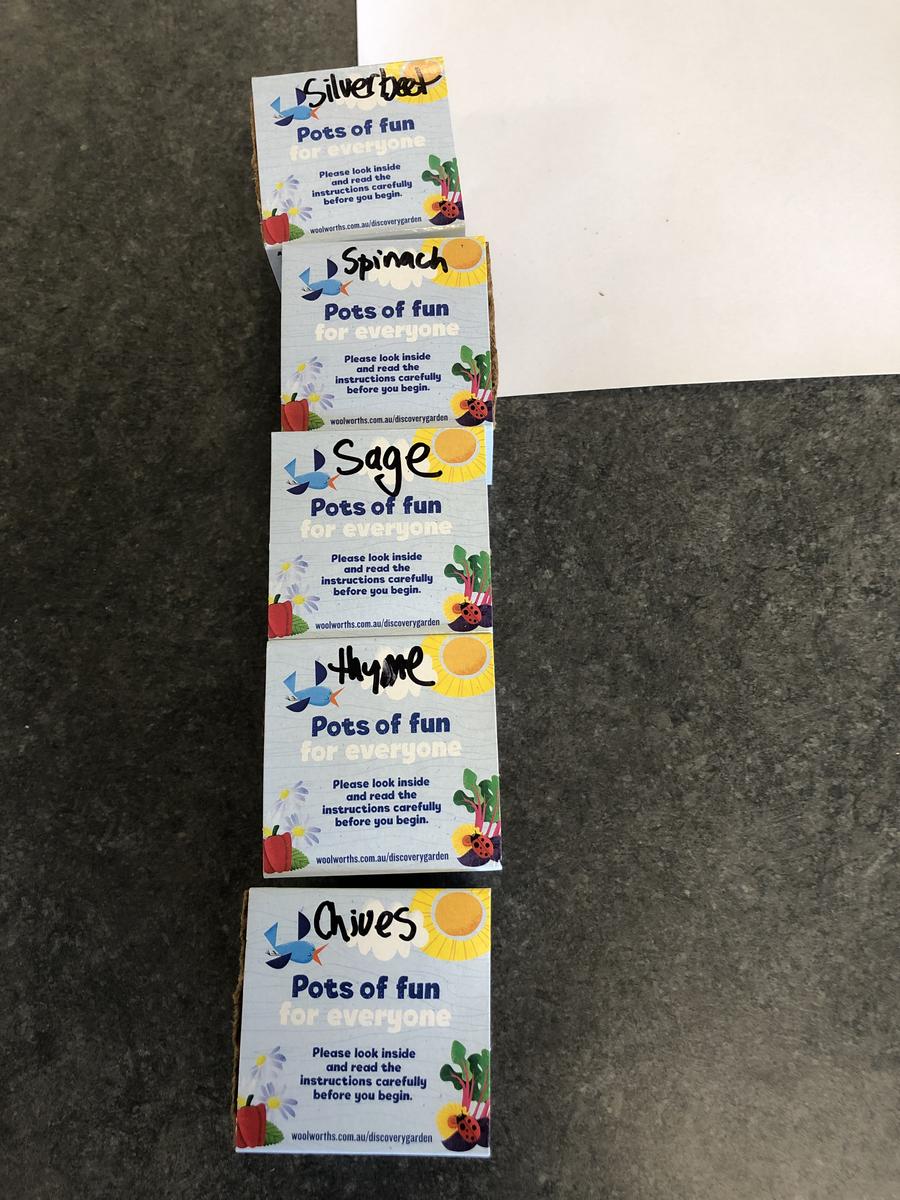 Silverbeet
Pots of fun
for everyone
Please look inside
and read the
instructions carefully
before you begin.
woolworths.com.au/discoverygarden
Spinach
Pots of fun
for everyone
Please look inside
and read the
instructions carefully
before you begin.
woolworths.com.au/discoverygarden
Sage
Pots of fun
for everyone
Please look inside
and read the
instructions carefully
before you begin.
woolworths.com.au/discoverygarden
thyme
Pots of fun
for everyone
Please look inside
and read the
instructions carefully
before you begin.
woolworths.com.au/discoverygarden
Chives
Pots of fun
for everyone
Please look inside
and read the
instructions carefully
before you begin.
woolworths.com.au/discoverygarden